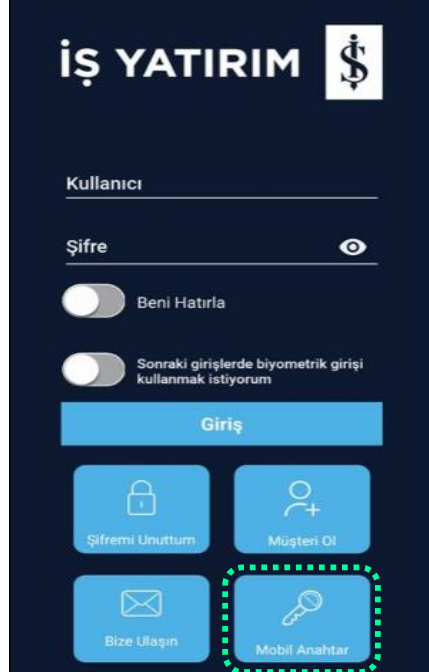 İŞ YATIRIM
İŞ
Kullanıcı
Şifre
Beni Hatırla
Sonraki girişlerde biyometrik girişi
kullanmak istiyorum
Giriş
Şifremi Unuttum
Müşteri Ol
Bize Ulaşın
Mobil Anahtar